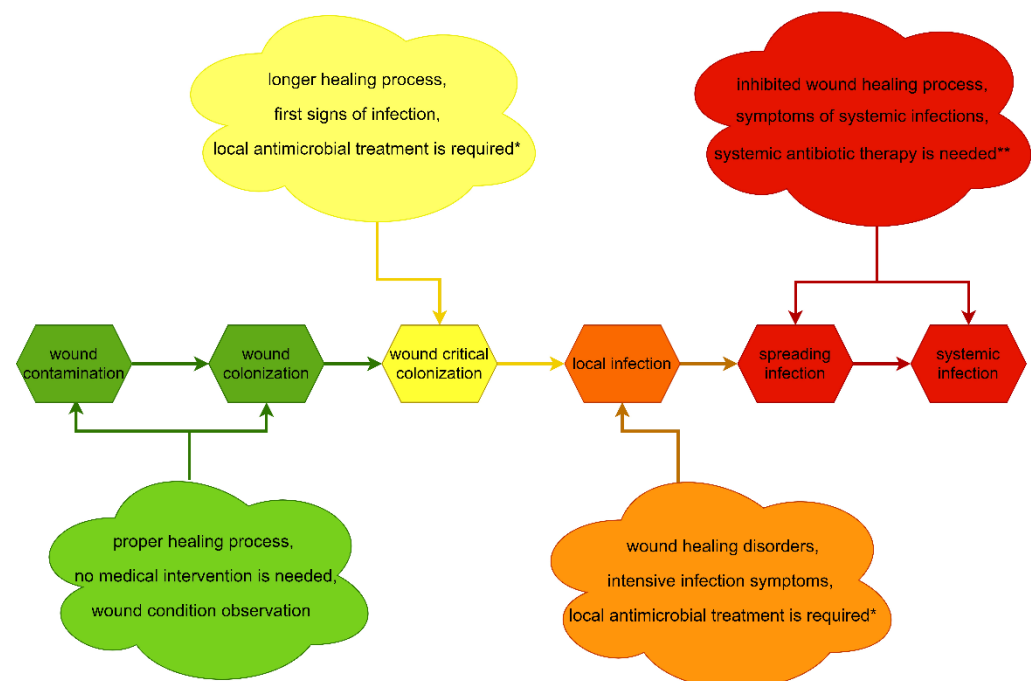 longer healing process,
first signs of infection,
local antimicrobial treatment is required*
inhibited wound healing process,
symptoms of systemic infections,
systemic antibiotic therapy is needed**
wound
contamination
wound
colonization
wound critical
colonization
local infection
spreading
infection
systemic
infection
proper healing process,
no medical intervention is needed,
wound condition observation
wound healing disorders,
intensive infection symptoms,
local antimicrobial treatment is required*